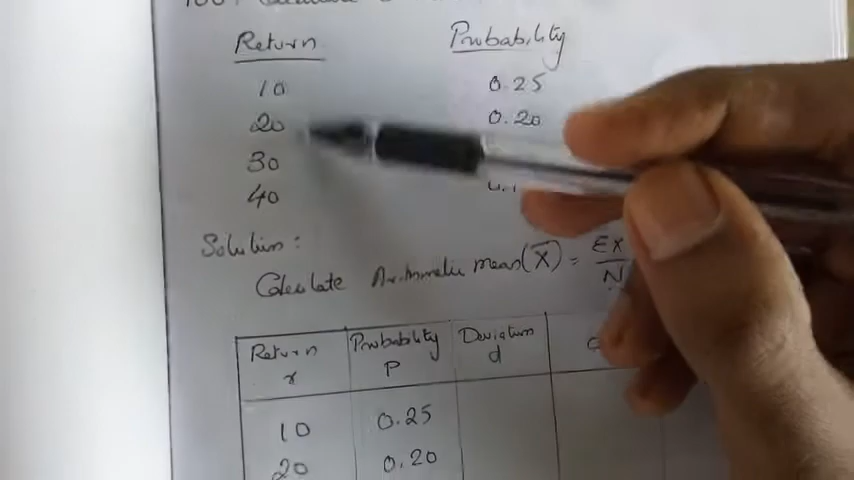 Return Probability
10 0.25
20 0.20
30
40
Solution:
Calculate Arithmetic mean (X̄) = ΣX / N
Return Probability Deviation
r P d
10 0.25
20 0.20